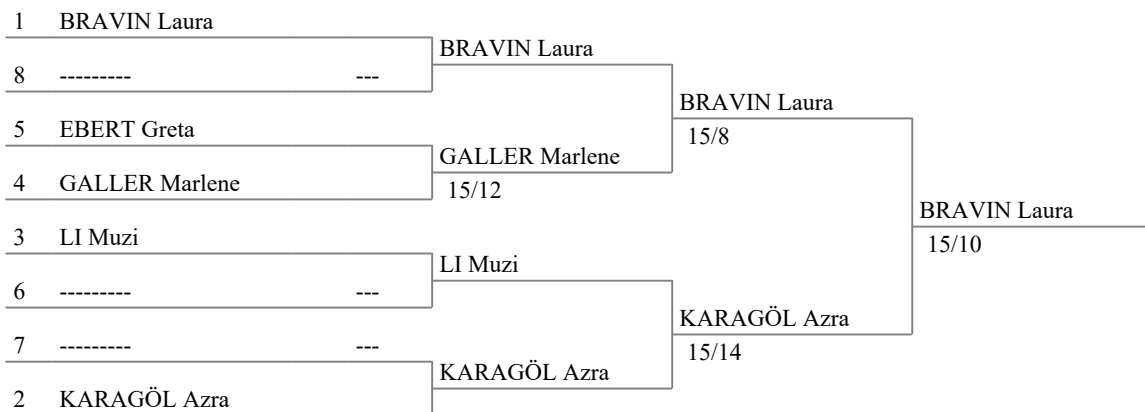 1 BRAVIN Laura
BRAVIN Laura
8 --------- ---
BRAVIN Laura
15/8
5 EBERT Greta
GALLER Marlene
15/12
4 GALLER Marlene
BRAVIN Laura
15/10
3 LI Muzi
LI Muzi
6 --------- ---
KARAGÖL Azra
15/14
7 --------- ---
KARAGÖL Azra
2 KARAGÖL Azra